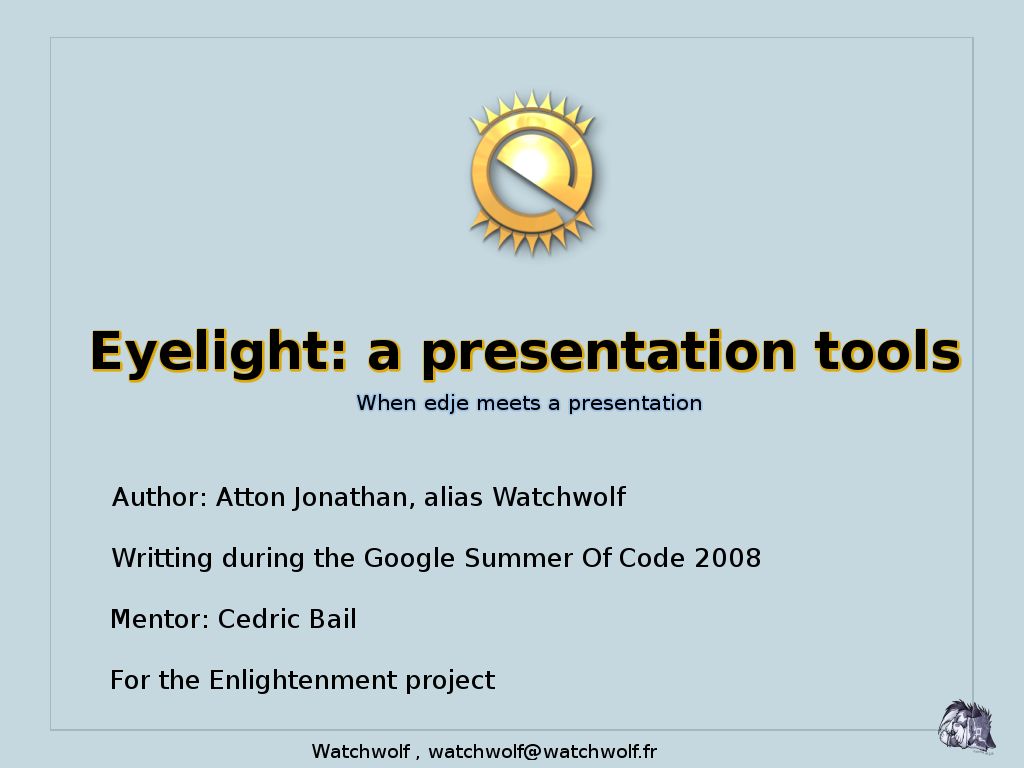 Eyelight: a presentation tools
When edje meets a presentation
Author: Atton Jonathan, alias Watchwolf
Writting during the Google Summer Of Code 2008
Mentor: Cedric Bail
For the Enlightenment project
Watchwolf , watchwolf@watchwolf.fr